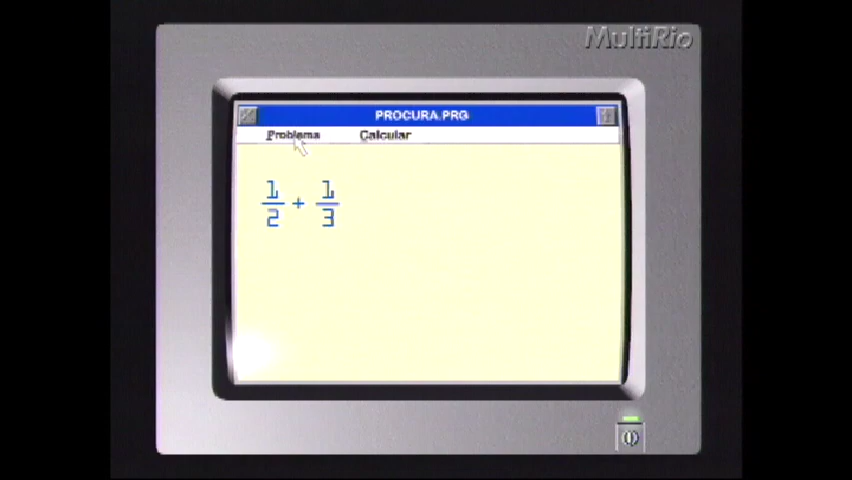 MultiRio
PROCURA.PRG
Problema Calcular
1/2 + 1/3